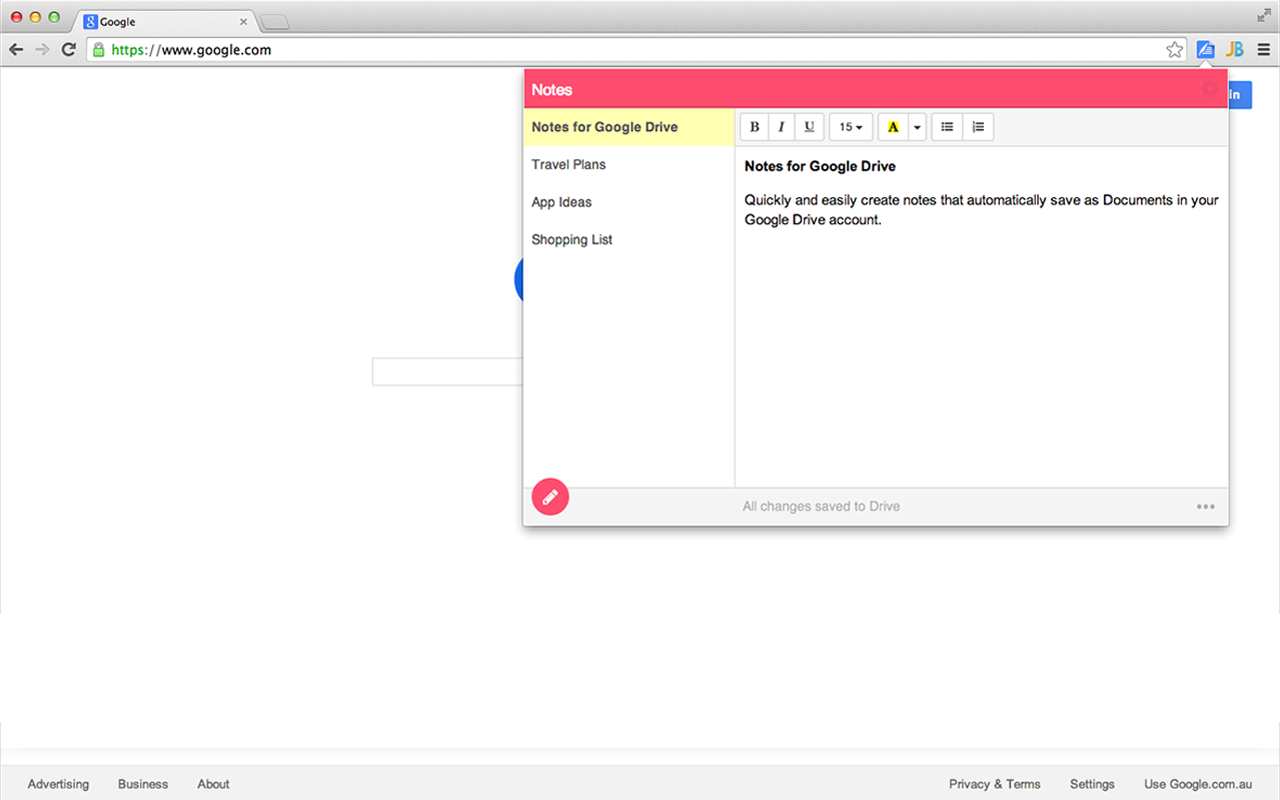 Google
https://www.google.com
JB
Notes
In
Notes for Google Drive
Travel Plans
App Ideas
Shopping List
B I U 15 A
Notes for Google Drive
Quickly and easily create notes that automatically save as Documents in your
Google Drive account.
All changes saved to Drive
Advertising Business About Privacy & Terms Settings Use Google.com.au